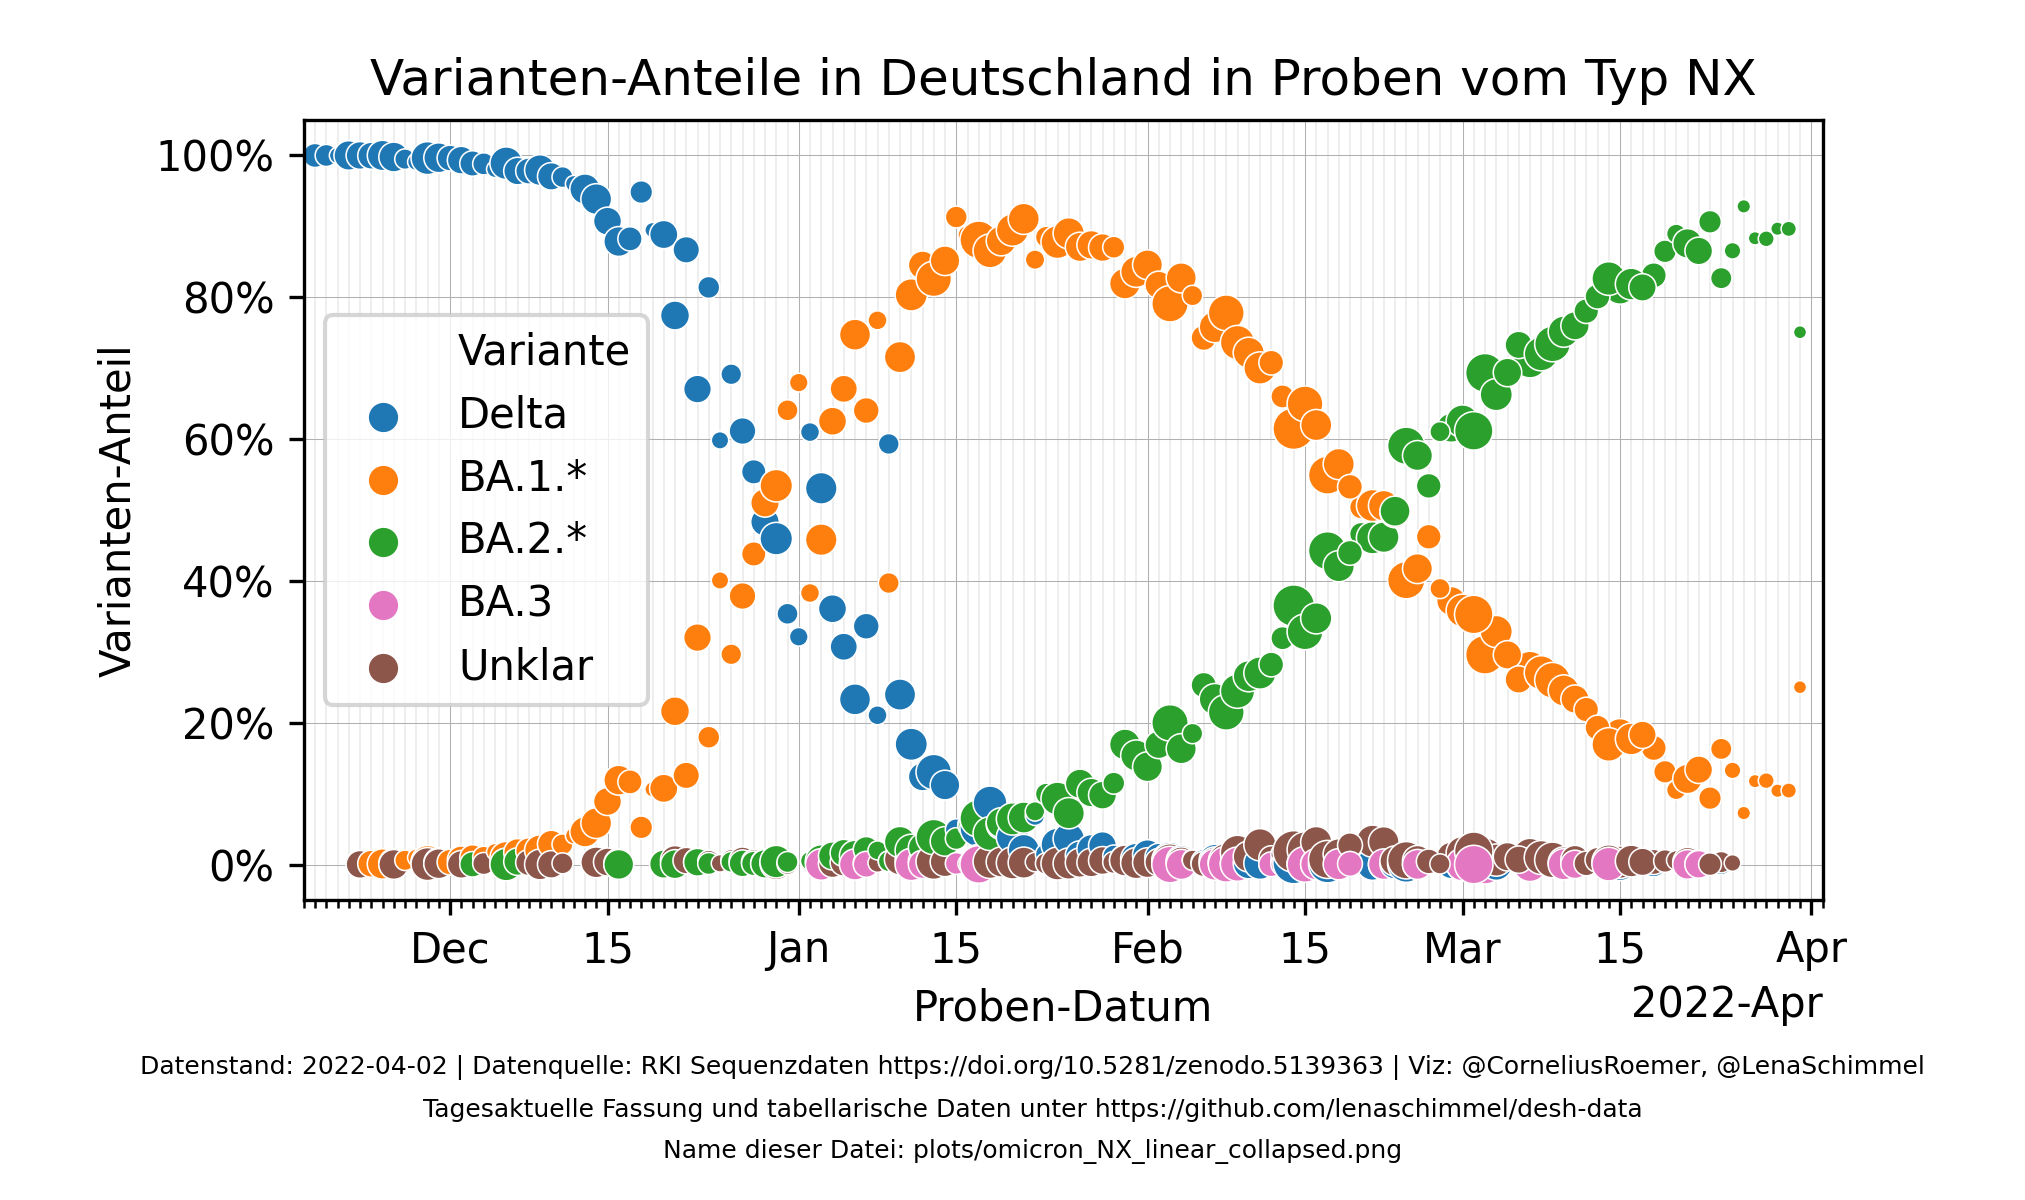 Varianten-Anteile in Deutschland in Proben vom Typ NX
Varianten-Anteil
100%
80%
60%
40%
20%
0%
Variante
Delta
BA.1.*
BA.2.*
BA.3
Unklar
Dec 15 Jan 15 Feb 15 Mar 15 Apr
Proben-Datum
2022-Apr
Datenstand: 2022-04-02 | Datenquelle: RKI Sequenzdaten https://doi.org/10.5281/zenodo.5139363 | Viz: @CorneliusRoemer, @LenaSchimmel
Tagesaktuelle Fassung und tabellarische Daten unter https://github.com/lenaschimmel/desh-data
Name dieser Datei: plots/omicron_NX_linear_collapsed.png